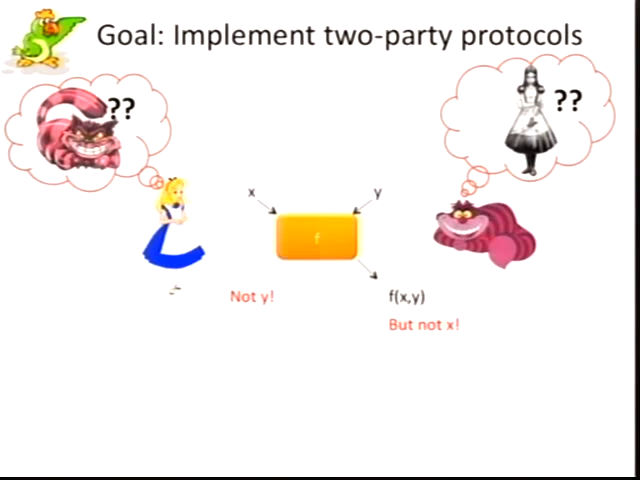 Goal: Implement two-party protocols
??
??
x
y
f
Not y!
f(x,y)
But not x!